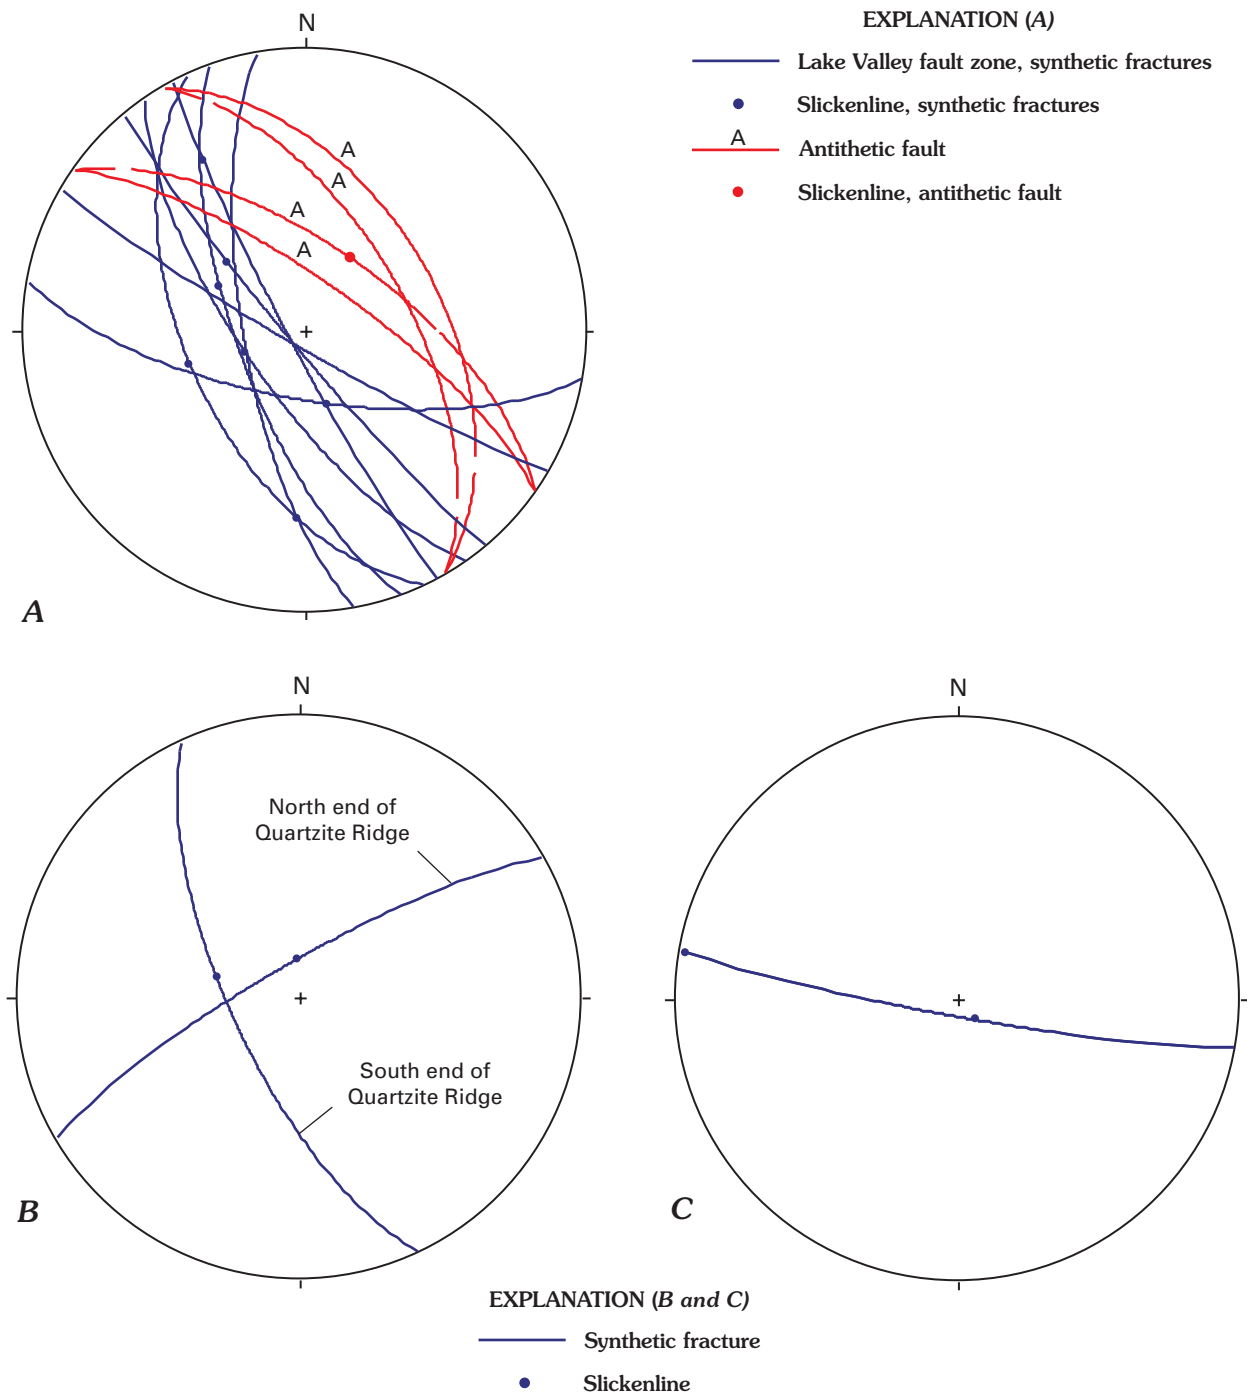 N
EXPLANATION (A)
Lake Valley fault zone, synthetic fractures
Slickenline, synthetic fractures
A
Antithetic fault
Slickenline, antithetic fault
A
A
A
A
A
N
North end of
Quartzite Ridge
South end of
Quartzite Ridge
B
N
C
EXPLANATION (B and C)
Synthetic fracture
Slickenline